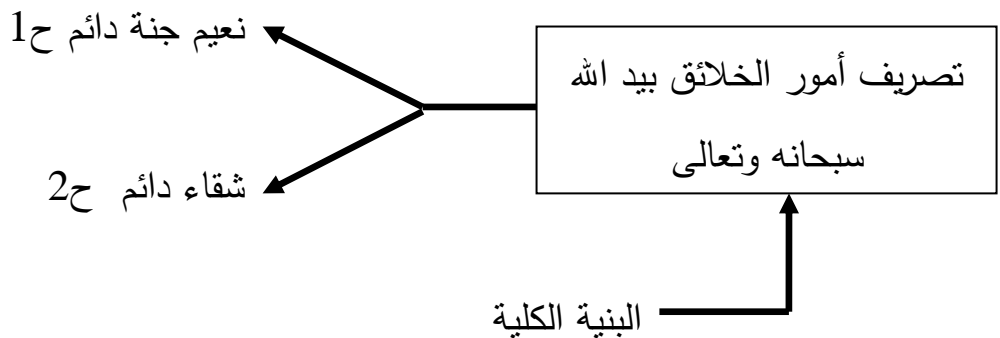 نعيم جنة دائم ح1
تصريف أمور الخلائق بيد الله
سبحانه وتعالى
شقاء دائم ح2
البنية الكلية